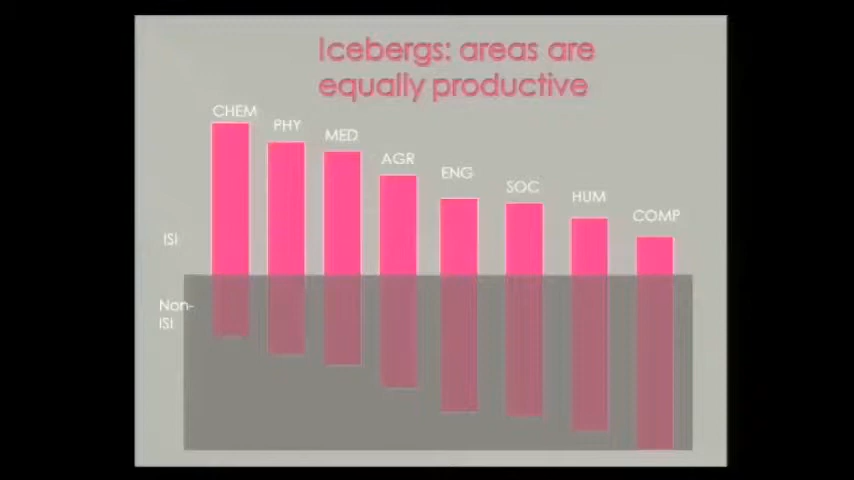 Icebergs: areas are
equally productive
CHEM
PHY
MED
AGR
ENG
SOC
HUM
COMP
ISI
Non-
ISI